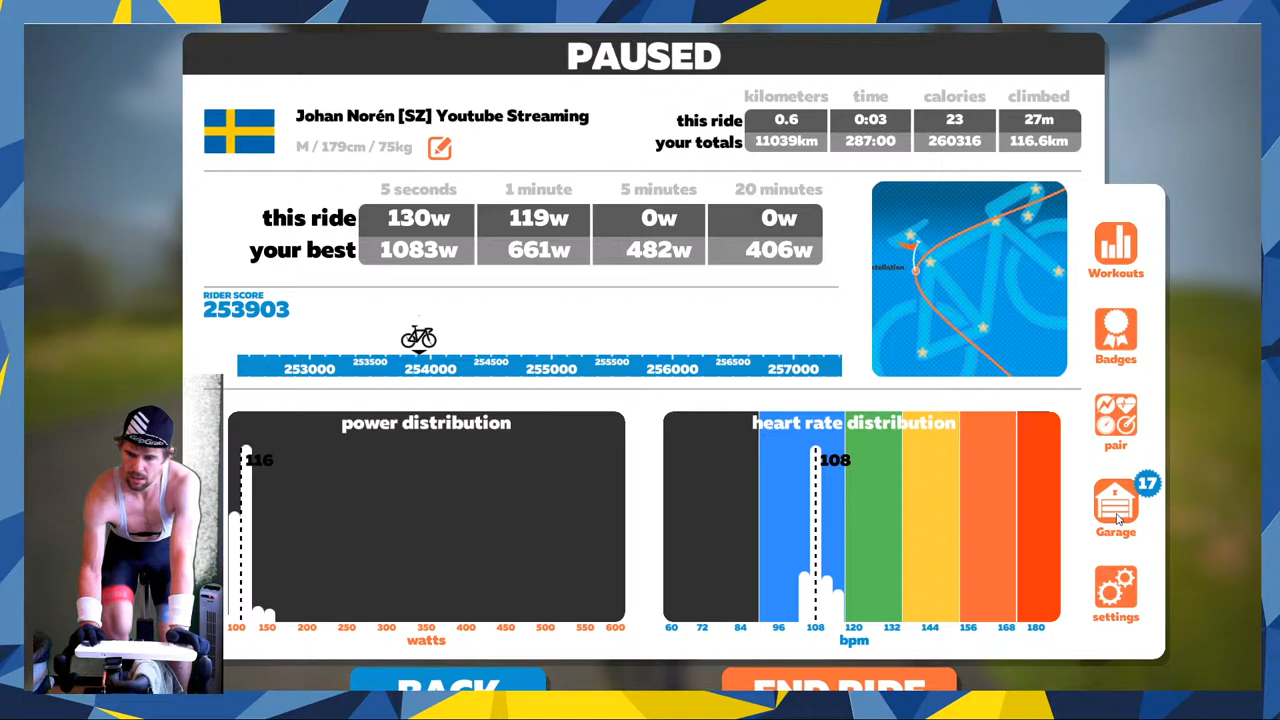 PAUSED
Johan Norén [SZ] Youtube Streaming
M / 179cm / 75kg
kilometers time calories climbed
this ride 0.6 0:03 23 27m
your totals 11039km 287:00 260316 116.6km
5 seconds 1 minute 5 minutes 20 minutes
this ride 130w 119w 0w 0w
your best 1083w 661w 482w 406w
RIDER SCORE
253903
253000 253500 254000 254500 255000 255500 256000 256500 257000
Workouts
Badges
pair
17
Garage
settings
power distribution
116
100 150 200 250 300 350 400 450 500 550 600
watts
heart rate distribution
108
60 72 84 96 108 120 132 144 156 168 180
bpm
GripGrab
BACK
END RIDE